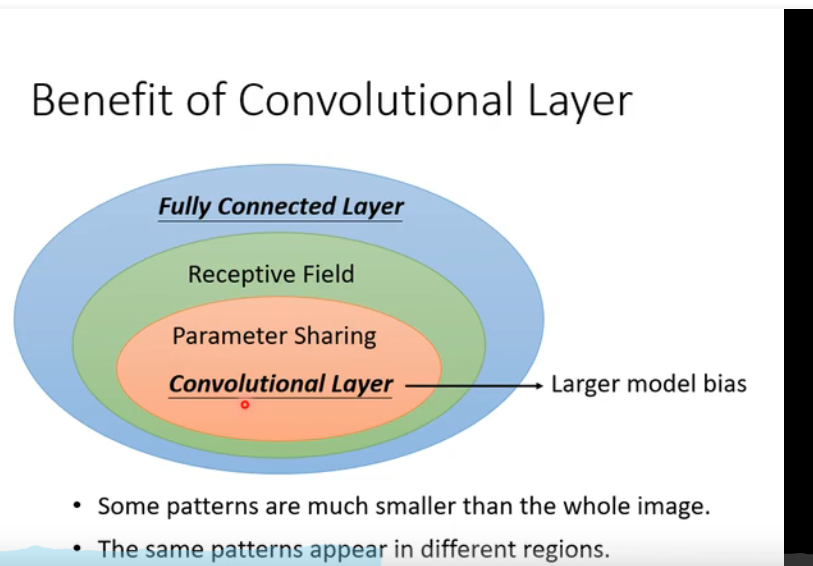 Benefit of Convolutional Layer
Fully Connected Layer
Receptive Field
Parameter Sharing
Convolutional Layer
Larger model bias
• Some patterns are much smaller than the whole image.
• The same patterns appear in different regions.